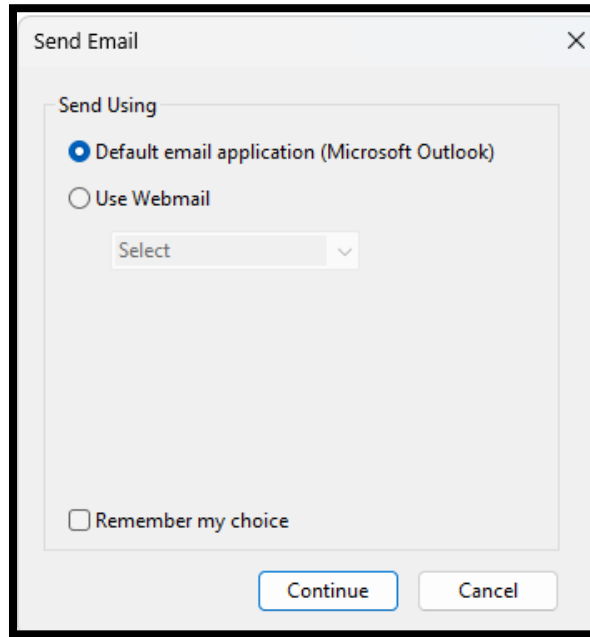 Send Email
Send Using
Default email application (Microsoft Outlook)
Use Webmail
Select
Remember my choice
Continue
Cancel